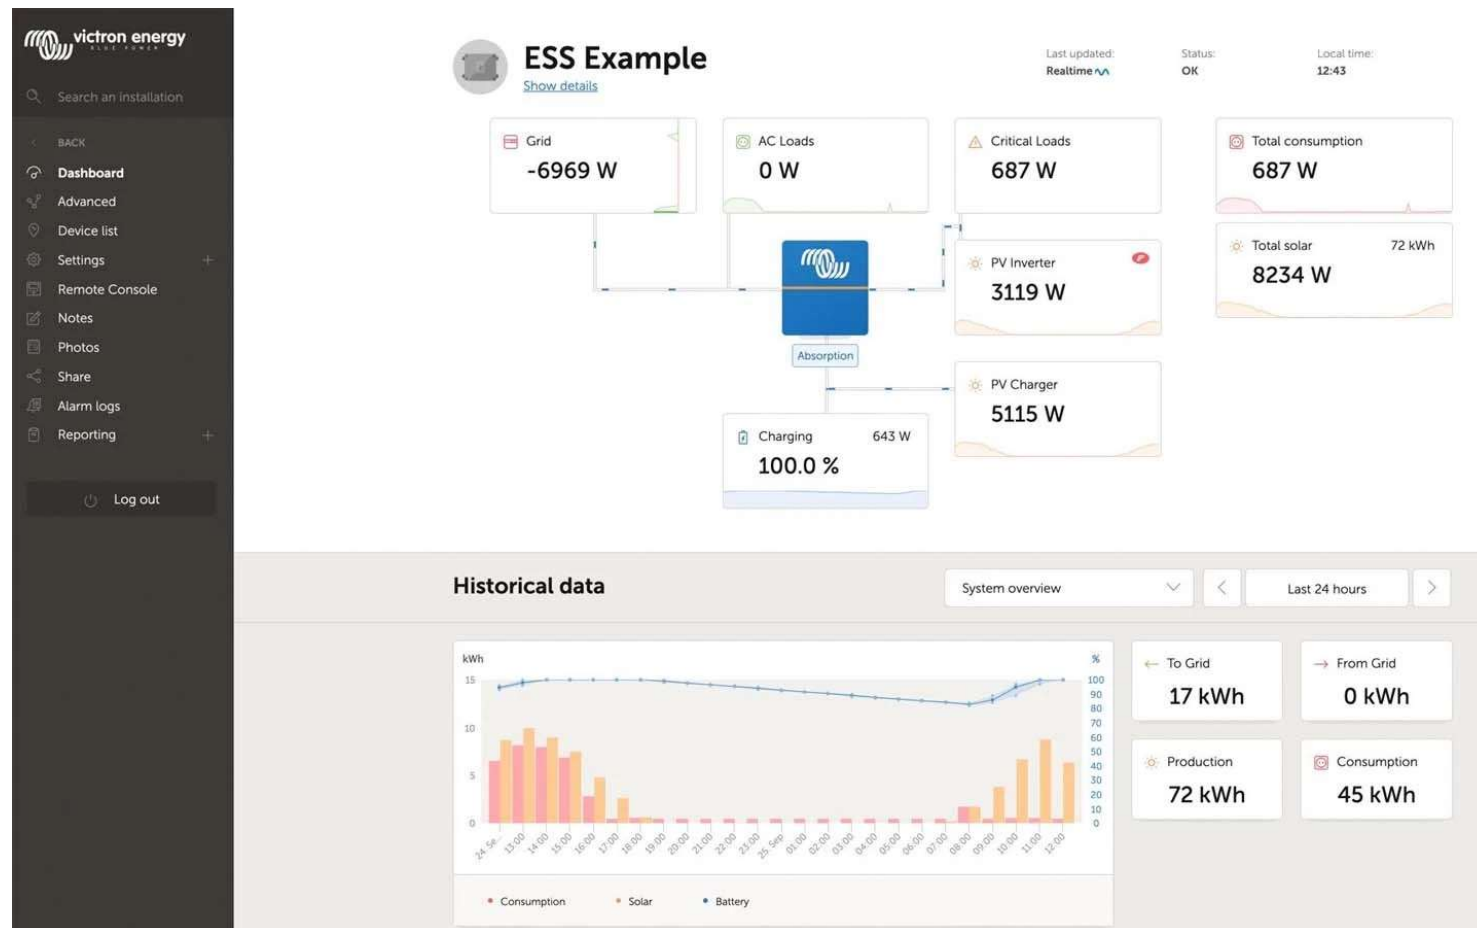 victron energy
BLUE POWER
Search an installation
BACK
Dashboard
Advanced
Device list
Settings
Remote Console
Notes
Photos
Share
Alarm logs
Reporting
Log out
ESS Example
Show details
Last updated:
Realtime
Status:
OK
Local time:
12:43
Grid
-6969 W
AC Loads
0 W
Critical Loads
687 W
Total consumption
687 W
PV Inverter
3119 W
Total solar 72 kWh
8234 W
Absorption
PV Charger
5115 W
Charging 643 W
100.0 %
Historical data
System overview
Last 24 hours
kWh
%
15
10
5
0
100
90
80
70
60
50
40
30
20
10
0
24 Se...
13:00
14:00
15:00
16:00
17:00
18:00
19:00
20:00
21:00
22:00
23:00
25 Sep
01:00
02:00
03:00
04:00
05:00
06:00
07:00
08:00
09:00
10:00
11:00
12:00
Consumption
Solar
Battery
To Grid
17 kWh
From Grid
0 kWh
Production
72 kWh
Consumption
45 kWh